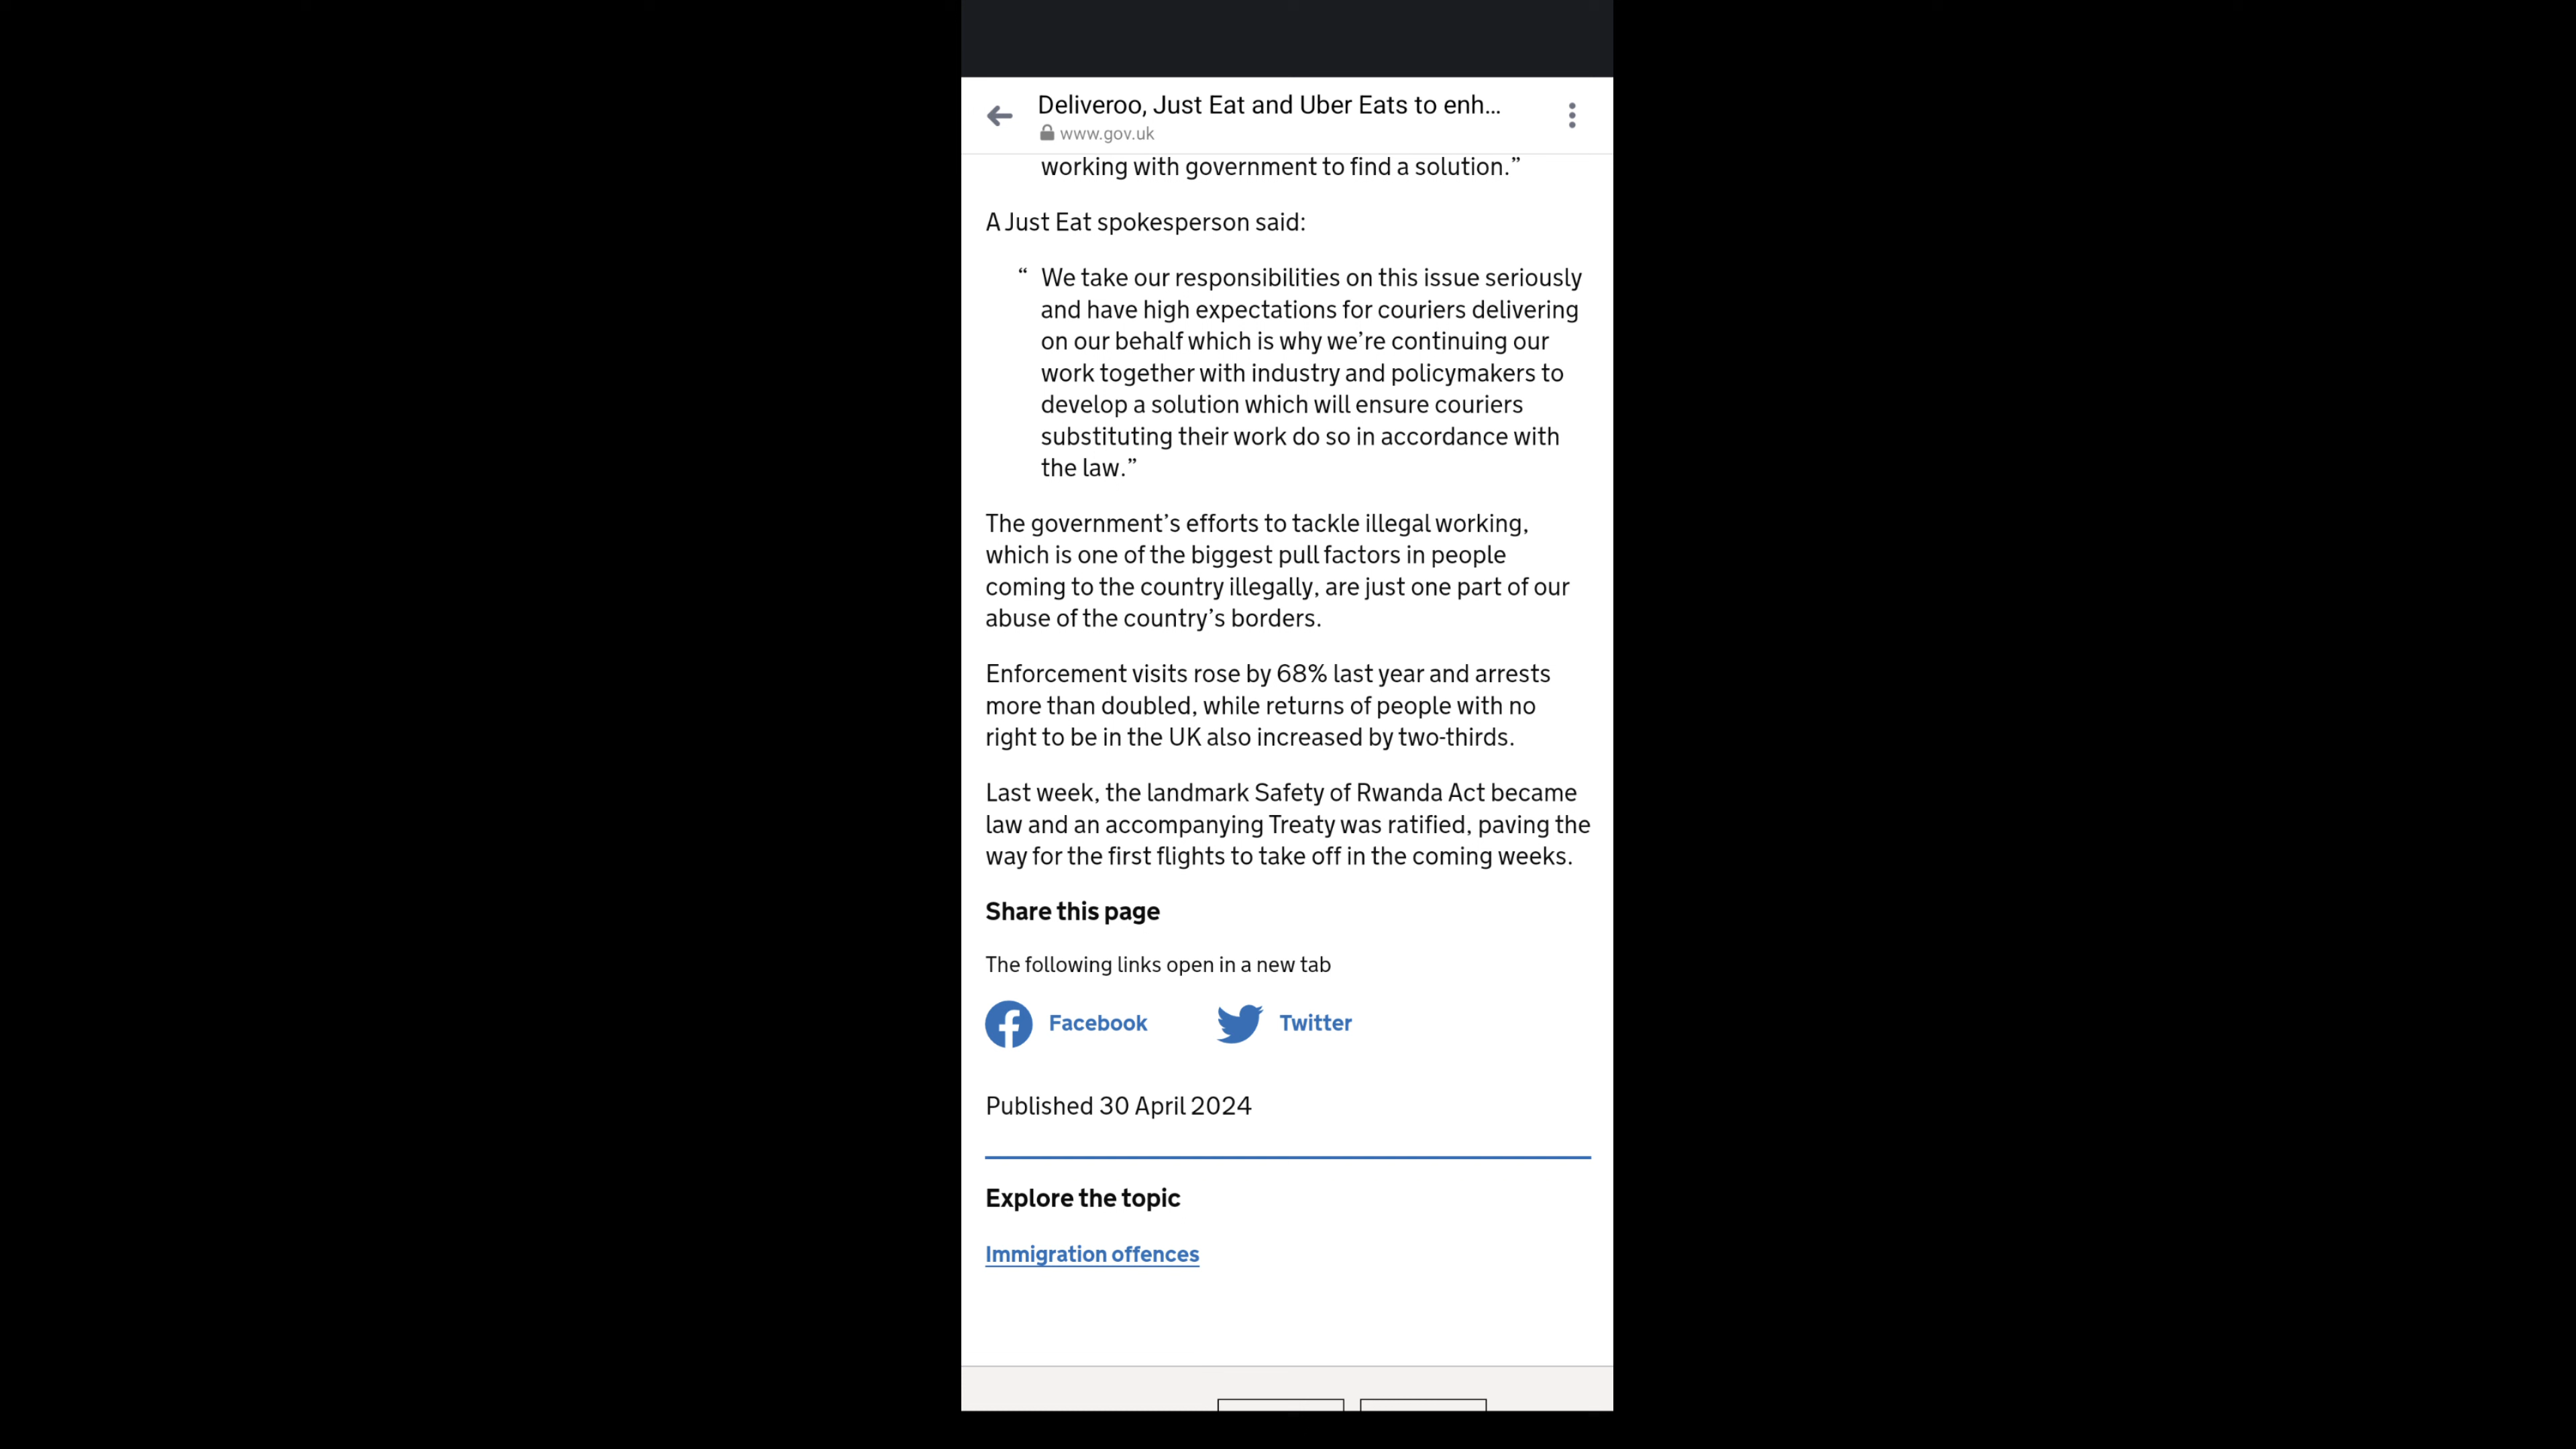 Deliveroo, Just Eat and Uber Eats to enh...
www.gov.uk
working with government to find a solution.”
A Just Eat spokesperson said:
“ We take our responsibilities on this issue seriously
and have high expectations for couriers delivering
on our behalf which is why we’re continuing our
work together with industry and policymakers to
develop a solution which will ensure couriers
substituting their work do so in accordance with
the law.”
The government’s efforts to tackle illegal working,
which is one of the biggest pull factors in people
coming to the country illegally, are just one part of our
abuse of the country’s borders.
Enforcement visits rose by 68% last year and arrests
more than doubled, while returns of people with no
right to be in the UK also increased by two-thirds.
Last week, the landmark Safety of Rwanda Act became
law and an accompanying Treaty was ratified, paving the
way for the first flights to take off in the coming weeks.
Share this page
The following links open in a new tab
Facebook Twitter
Published 30 April 2024
Explore the topic
Immigration offences